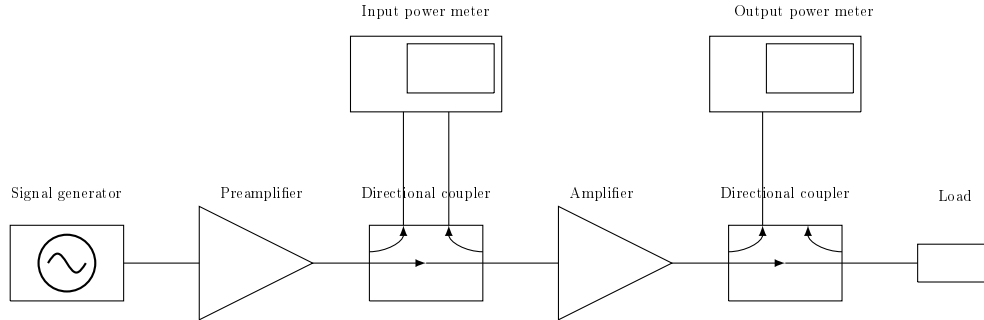 Input power meter
Output power meter
Signal generator
Preamplifier
Directional coupler
Amplifier
Directional coupler
Load